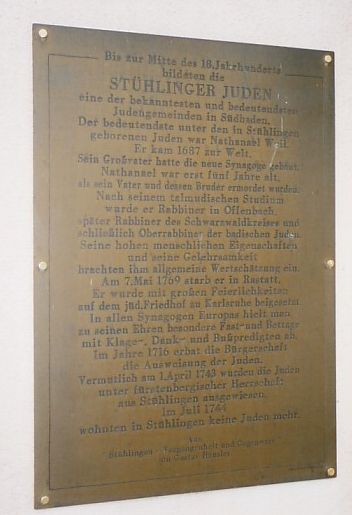 Bis zur Mitte des 18.Jahrhunderts
bildeten die
STÜHLINGER JUDEN
eine der bekanntesten und bedeutendsten
Judengemeinden in Südbaden.
Der bedeutendste unter den in Stühlingen
geborenen Juden war Nathanael Weil.
Er kam 1687 zur Welt.
Sein Großvater hatte die neue Synagoge gebaut.
Nathanael war erst fünf Jahre alt,
als sein Vater und dessen Bruder ermordet wurden.
Nach seinem talmudischen Studium
wurde er Rabbiner in Offenbach,
später Rabbiner des Schwarzwaldkreises und
schließlich Oberrabbiner der badischen Juden.
Seine hohen menschlichen Eigenschaften
und seine Gelehrsamkeit
brachten ihm allgemeine Wertschätzung ein.
Am 7.Mai 1769 starb er in Rastatt.
Er wurde mit großen Feierlichkeiten
auf dem jüd.Friedhof zu Karlsruhe beigesetzt.
In allen Synagogen Europas hielt man
zu seinen Ehren besondere Fast- und Bettage
mit Klage-, Dank- und Bußpredigten ab.
Im Jahre 1716 erbat die Bürgerschaft
die Ausweisung der Juden.
Vermutlich am 1.April 1743 wurden die Juden
unter fürstenbergischer Herrschaft
aus Stühlingen ausgewiesen.
Im Juli 1744
wohnten in Stühlingen keine Juden mehr.
Aus
"Stühlingen - Vergangenheit und Gegenwart"
von Gustav Häusler